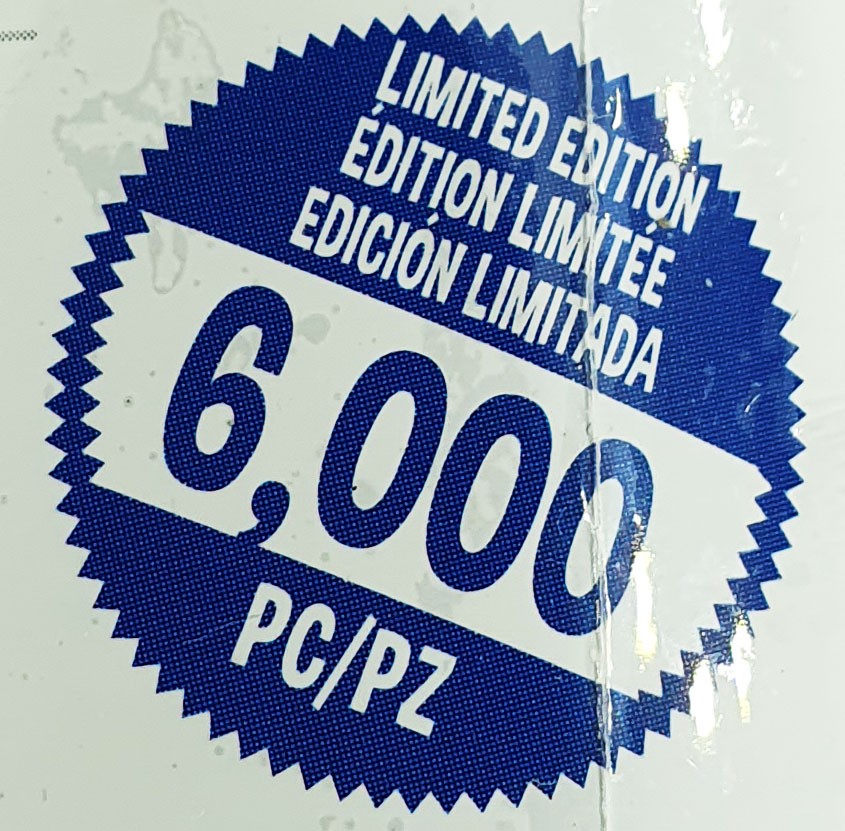 LIMITED EDITION
ÉDITION LIMITÉE
EDICIÓN LIMITADA
6,000
PC/PZ